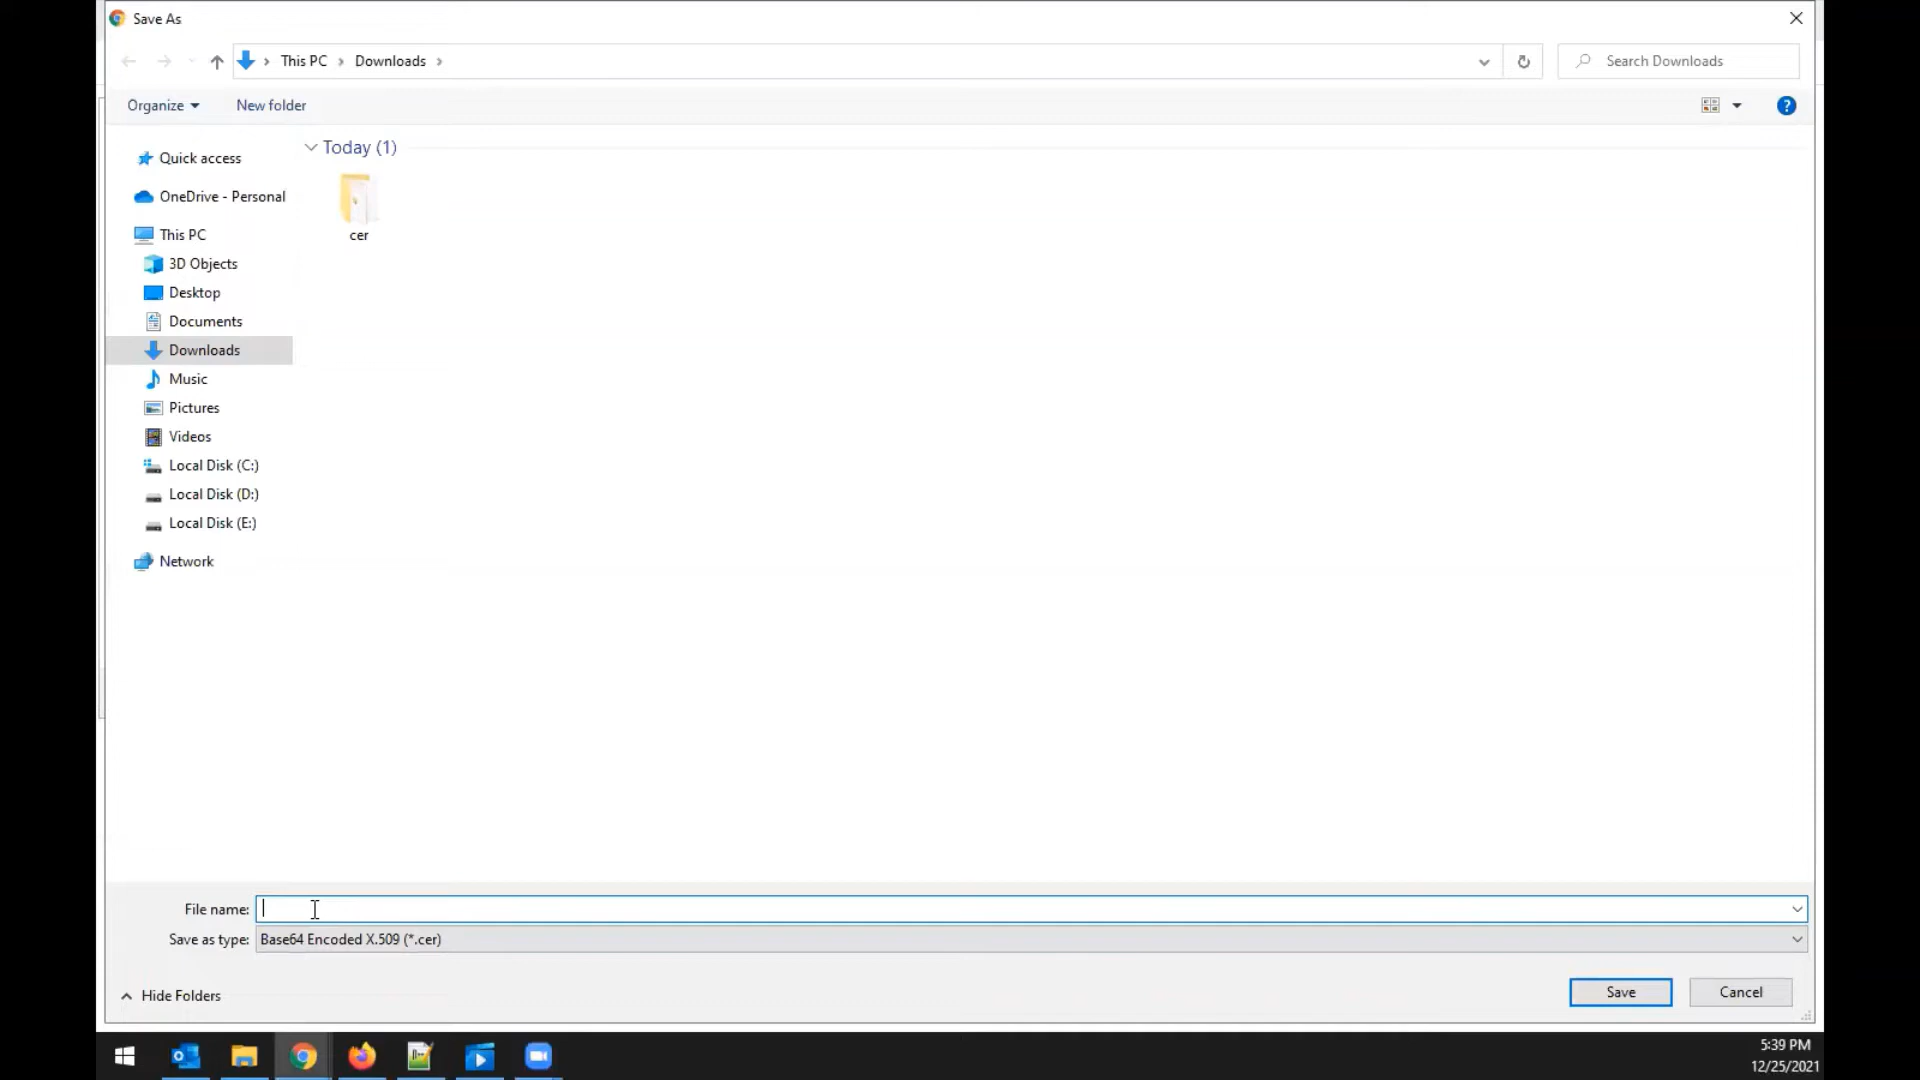 Save As
This PC > Downloads >
Search Downloads
Organize
New folder
?
Quick access
OneDrive - Personal
This PC
3D Objects
Desktop
Documents
Downloads
Music
Pictures
Videos
Local Disk (C:)
Local Disk (D:)
Local Disk (E:)
Network
Today (1)
cer
File name:
Save as type: Base64 Encoded X.509 (*.cer)
Hide Folders
Save
Cancel
5:39 PM
12/25/2021